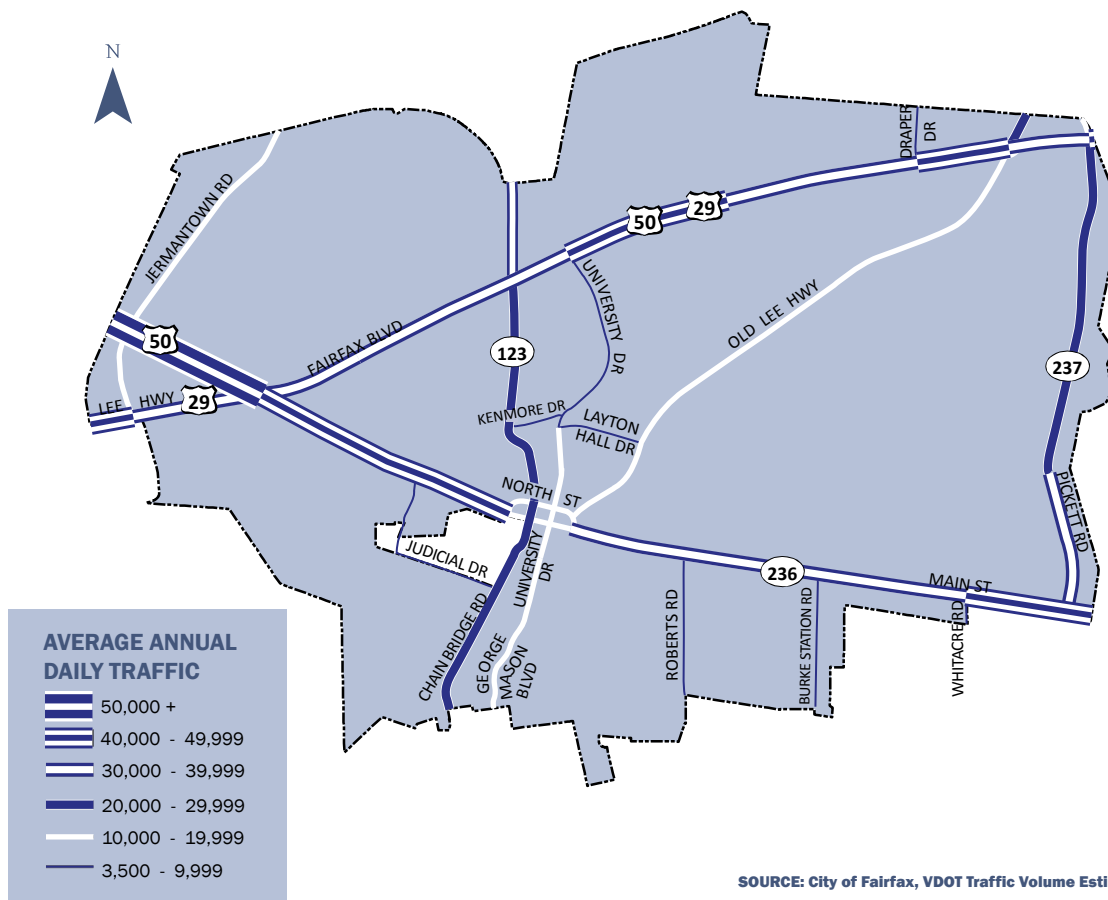 N
DRAPER
DR
JERMANTOWN RD
50
29
UNIVERSITY DR
OLD LEE HWY
50
FAIRFAX BLVD
123
237
LEE HWY
29
KENMORE DR
LAYTON
HALL DR
NORTH ST
PICKETT RD
JUDICIAL DR
UNIVERSITY
DR
236
MAIN ST
CHAIN BRIDGE RD
GEORGE
MASON
BLVD
ROBERTS RD
BURKE STATION RD
WHITACRE RD
AVERAGE ANNUAL
DAILY TRAFFIC
50,000 +
40,000 - 49,999
30,000 - 39,999
20,000 - 29,999
10,000 - 19,999
3,500 - 9,999
SOURCE: City of Fairfax, VDOT Traffic Volume Esti